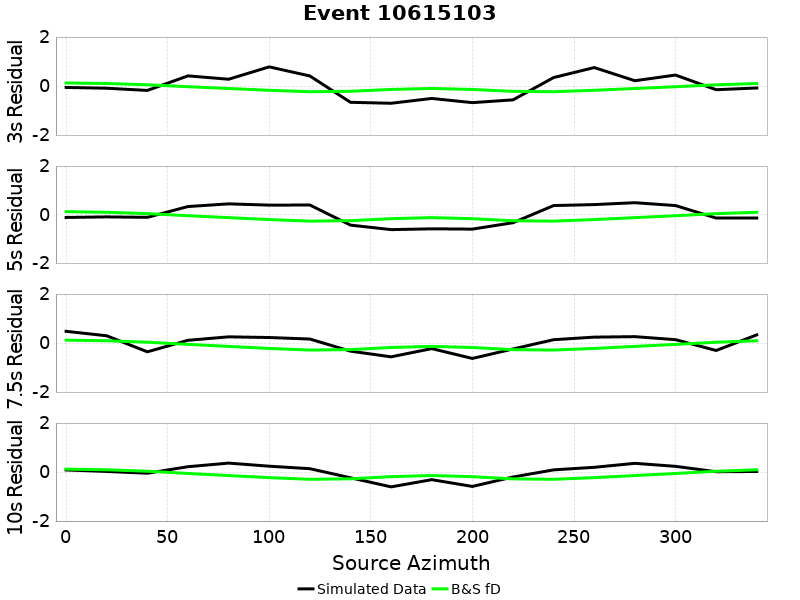 Event 10615103
3s Residual
2
0
-2
5s Residual
2
0
-2
7.5s Residual
2
0
-2
10s Residual
2
0
-2
0 50 100 150 200 250 300
Source Azimuth
Simulated Data B&S fD